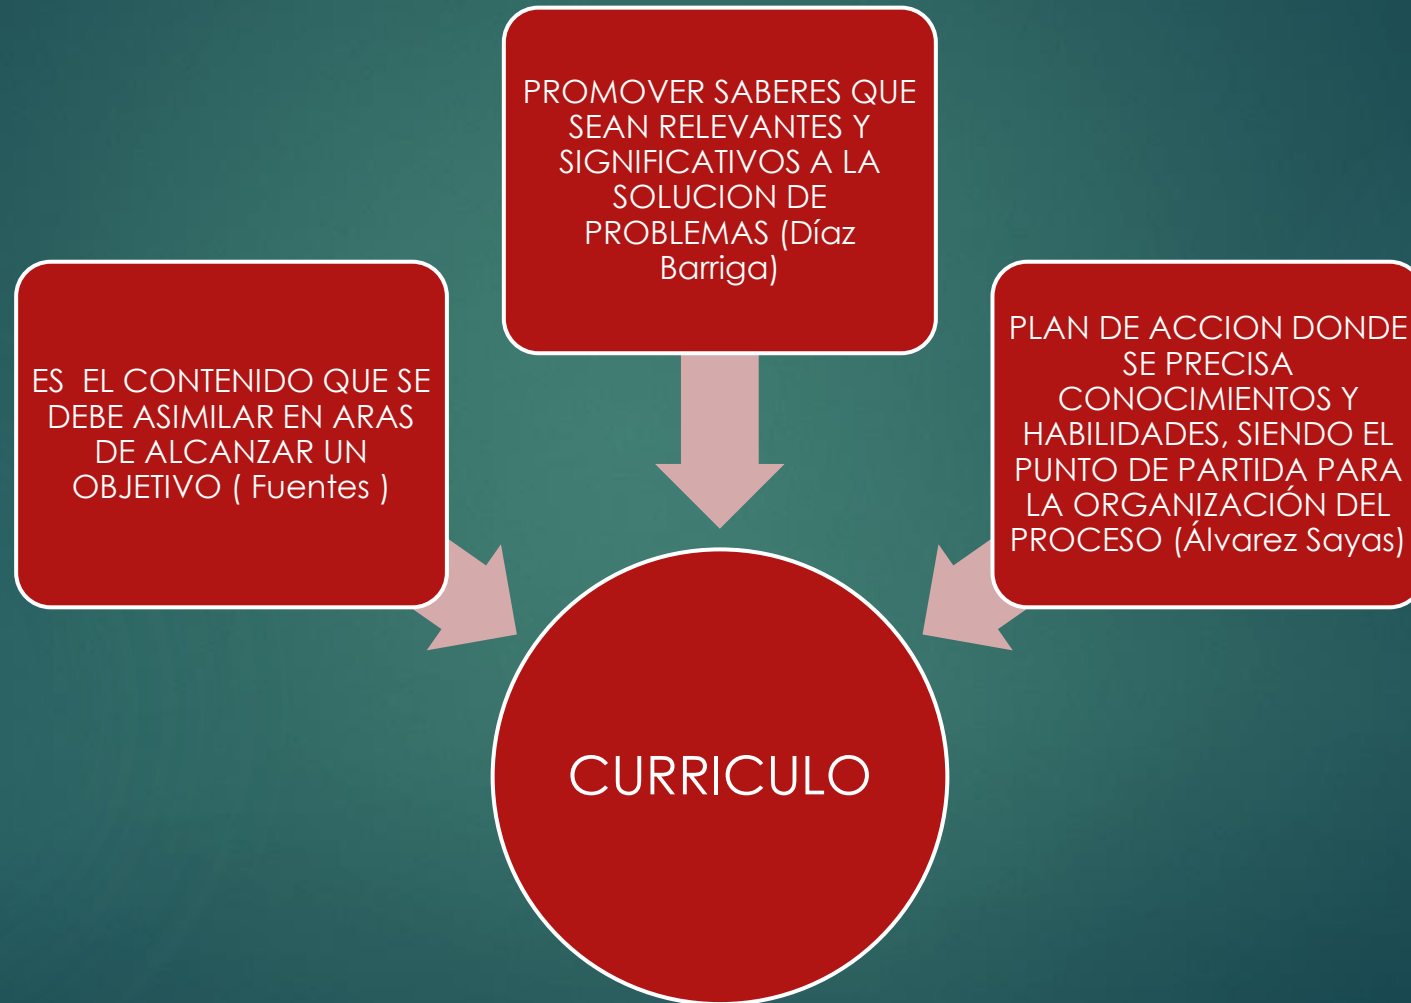 PROMOVER SABERES QUE
SEAN RELEVANTES Y
SIGNIFICATIVOS A LA
SOLUCION DE
PROBLEMAS (Díaz
Barriga)
ES  EL CONTENIDO QUE SE
DEBE ASIMILAR EN ARAS
DE ALCANZAR UN
OBJETIVO ( Fuentes )
PLAN DE ACCION DONDE
SE PRECISA
CONOCIMIENTOS Y
HABILIDADES, SIENDO EL
PUNTO DE PARTIDA PARA
LA ORGANIZACIÓN DEL
PROCESO (Álvarez Sayas)
CURRICULO